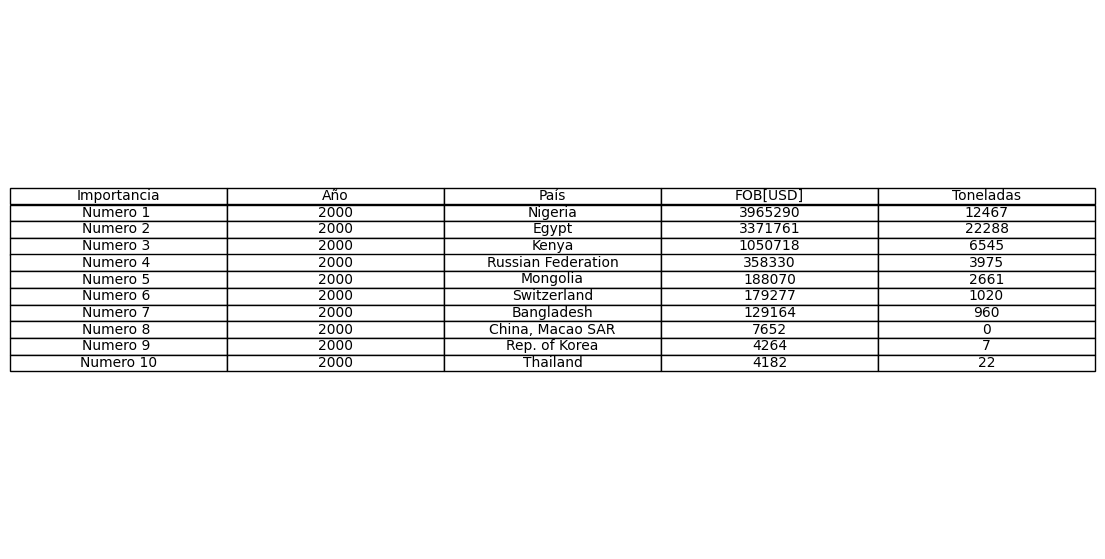 Importancia Año País FOB[USD] Toneladas
Numero 1 2000 Nigeria 3965290 12467
Numero 2 2000 Egypt 3371761 22288
Numero 3 2000 Kenya 1050718 6545
Numero 4 2000 Russian Federation 358330 3975
Numero 5 2000 Mongolia 188070 2661
Numero 6 2000 Switzerland 179277 1020
Numero 7 2000 Bangladesh 129164 960
Numero 8 2000 China, Macao SAR 7652 0
Numero 9 2000 Rep. of Korea 4264 7
Numero 10 2000 Thailand 4182 22